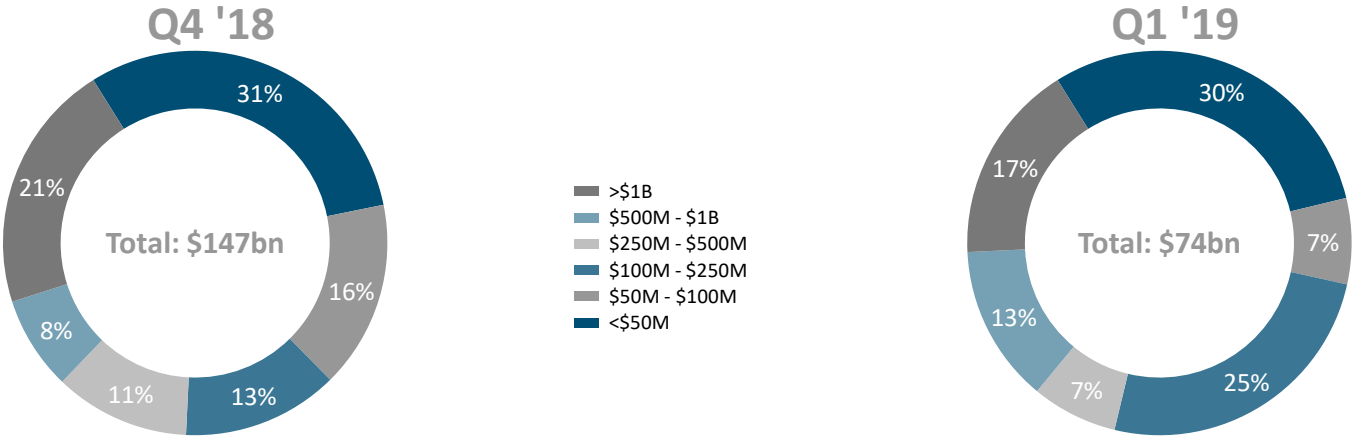 Q4 '18
31%
21%
Total: $147bn
16%
8%
11%
13%
>$1B
$500M - $1B
$250M - $500M
$100M - $250M
$50M - $100M
<$50M
Q1 '19
30%
17%
Total: $74bn
7%
13%
7%
25%